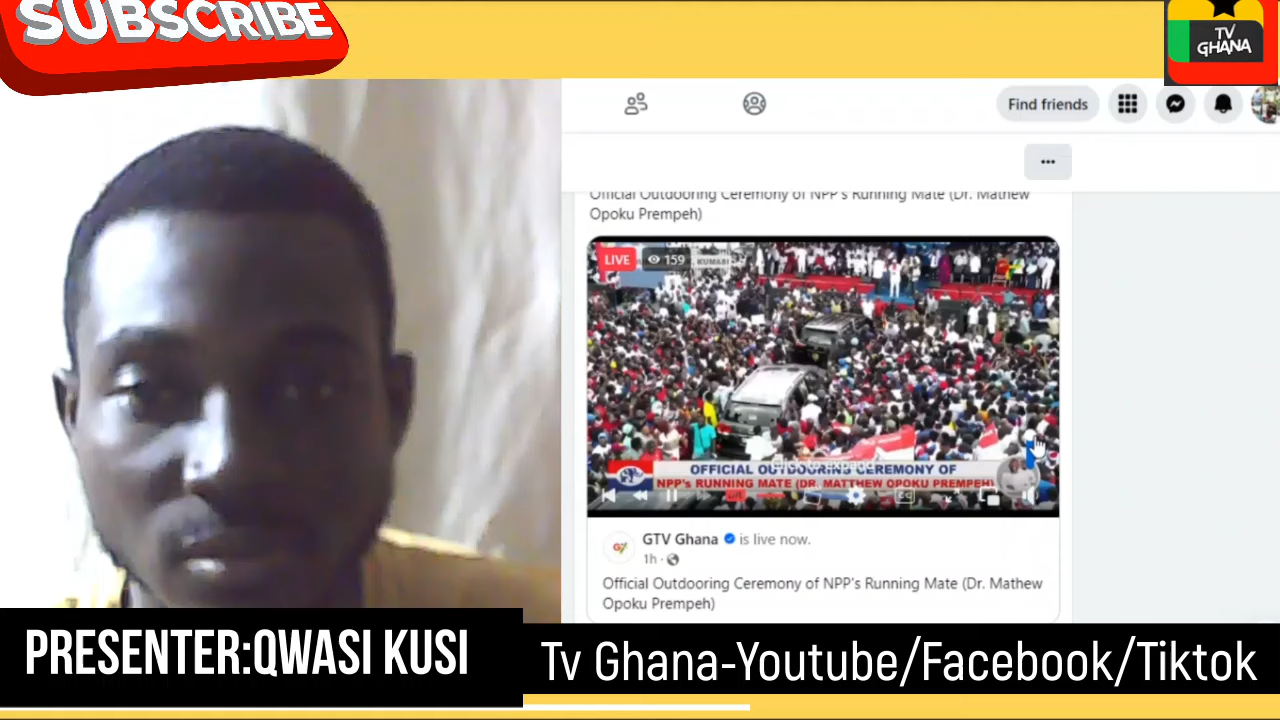 SUBSCRIBE
TV
GHANA
Find friends
Official Outdooring Ceremony of NPP's Running Mate (Dr. Mathew
Opoku Prempeh)
LIVE
159
OFFICIAL OUTDOORING CEREMONY OF
NPP's RUNNING MATE (DR. MATTHEW OPOKU PREMPEH)
GTV Ghana is live now.
1h ·
Official Outdooring Ceremony of NPP's Running Mate (Dr. Mathew
Opoku Prempeh)
PRESENTER:QWASI KUSI
Tv Ghana-Youtube/Facebook/Tiktok